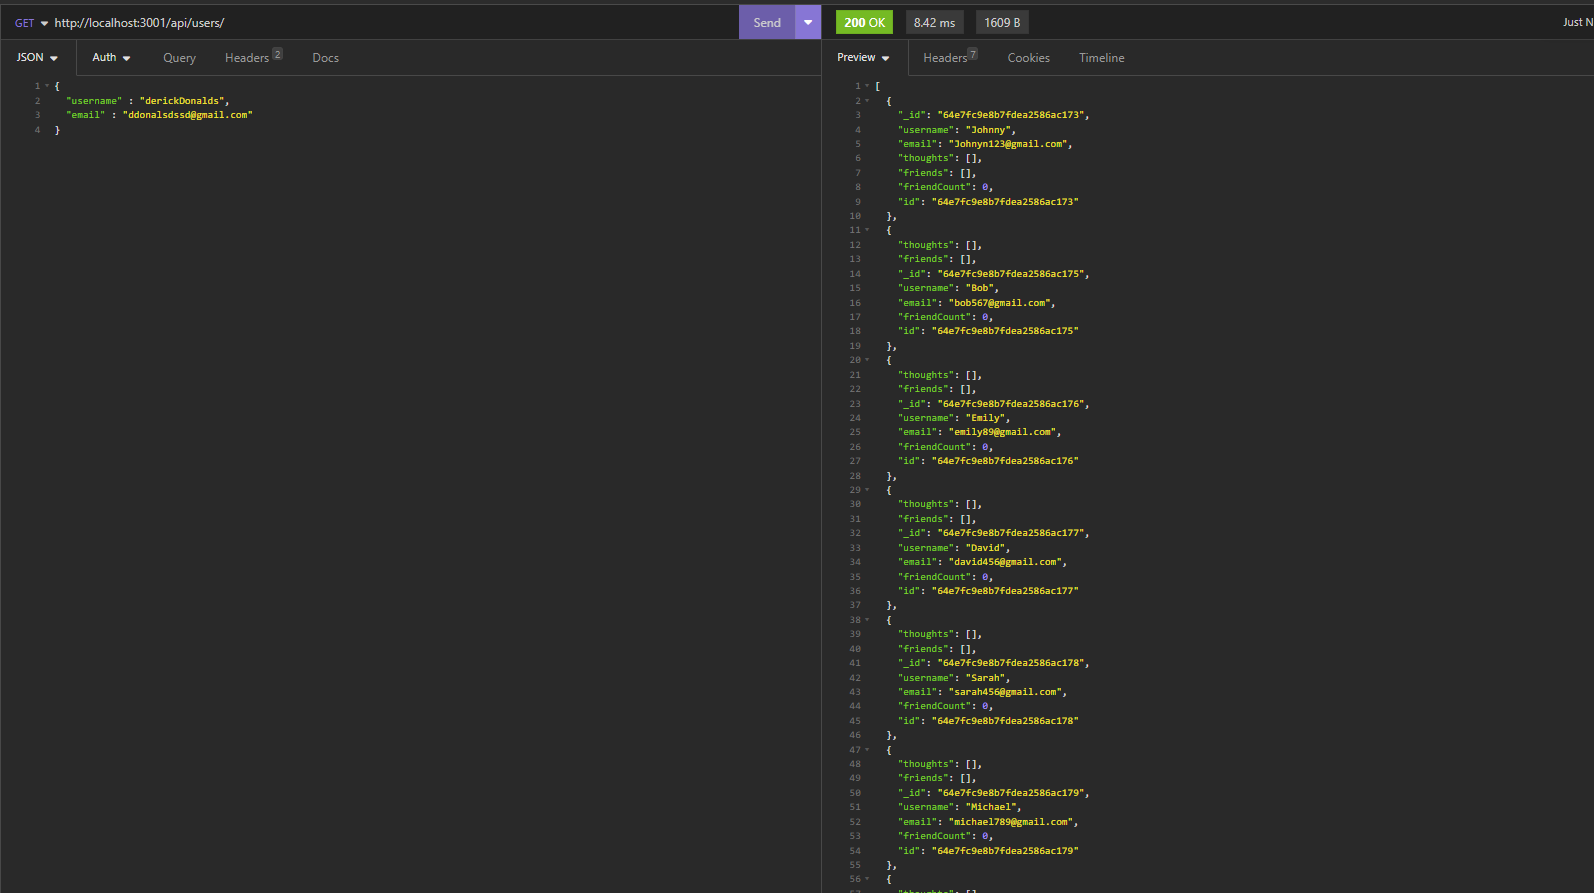 GET http://localhost:3001/api/users/ Send 200 OK 8.42 ms 1609 B Just N
JSON Auth Query Headers 2 Docs
1 {
2 "username" : "derickDonalds",
3 "email" : "ddonalsdssd@gmail.com"
4 }
Preview Headers 7 Cookies Timeline
1 [
2 {
3 "_id": "64e7fc9e8b7fdea2586ac173",
4 "username": "Johnny",
5 "email": "Johnyn123@gmail.com",
6 "thoughts": [],
7 "friends": [],
8 "friendCount": 0,
9 "id": "64e7fc9e8b7fdea2586ac173"
10 },
11 {
12 "thoughts": [],
13 "friends": [],
14 "_id": "64e7fc9e8b7fdea2586ac175",
15 "username": "Bob",
16 "email": "bob567@gmail.com",
17 "friendCount": 0,
18 "id": "64e7fc9e8b7fdea2586ac175"
19 },
20 {
21 "thoughts": [],
22 "friends": [],
23 "_id": "64e7fc9e8b7fdea2586ac176",
24 "username": "Emily",
25 "email": "emily89@gmail.com",
26 "friendCount": 0,
27 "id": "64e7fc9e8b7fdea2586ac176"
28 },
29 {
30 "thoughts": [],
31 "friends": [],
32 "_id": "64e7fc9e8b7fdea2586ac177",
33 "username": "David",
34 "email": "david456@gmail.com",
35 "friendCount": 0,
36 "id": "64e7fc9e8b7fdea2586ac177"
37 },
38 {
39 "thoughts": [],
40 "friends": [],
41 "_id": "64e7fc9e8b7fdea2586ac178",
42 "username": "Sarah",
43 "email": "sarah456@gmail.com",
44 "friendCount": 0,
45 "id": "64e7fc9e8b7fdea2586ac178"
46 },
47 {
48 "thoughts": [],
49 "friends": [],
50 "_id": "64e7fc9e8b7fdea2586ac179",
51 "username": "Michael",
52 "email": "michael789@gmail.com",
53 "friendCount": 0,
54 "id": "64e7fc9e8b7fdea2586ac179"
55 },
56 {